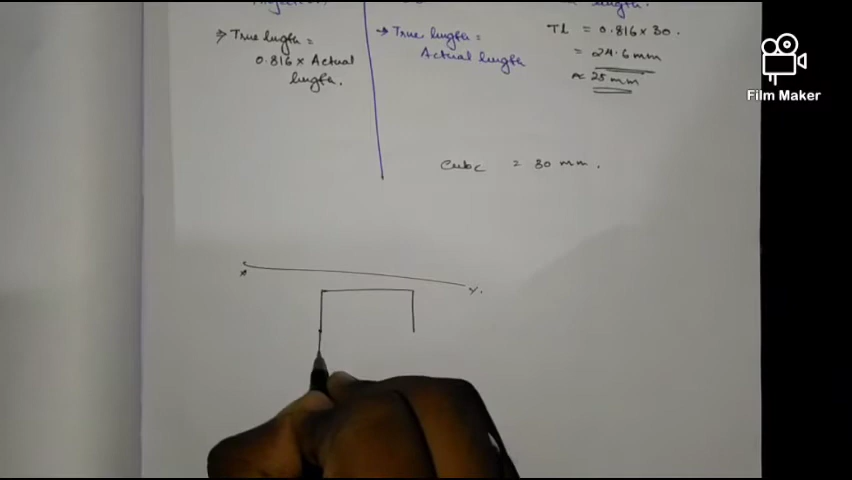 length.
⇒ True length =
0.816 × Actual
length.
→ True length =
Actual length
TL = 0.816 × 30.
= 24.6 mm
≈ 25 mm
Cube = 30 mm.
x y.
Film Maker